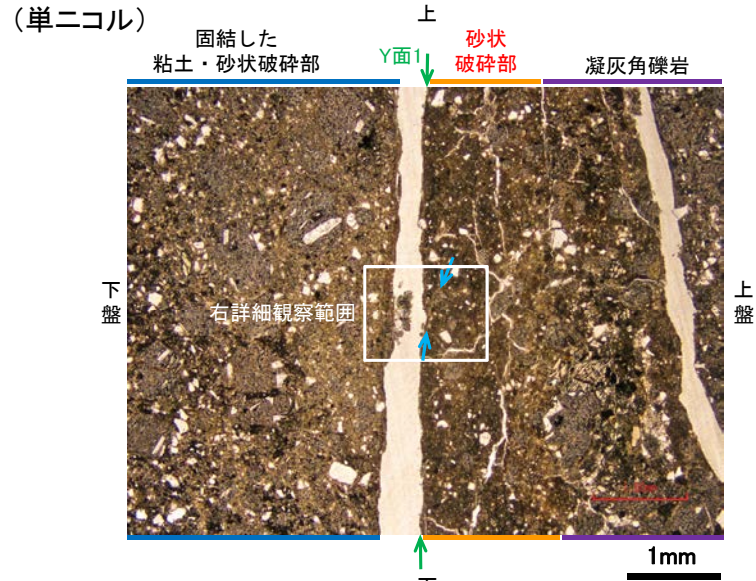 （単ニコル）
上
固結した
粘土・砂状破砕部
Y面1
砂状
破砕部
凝灰角礫岩
下
盤
上
盤
右詳細観察範囲
1mm